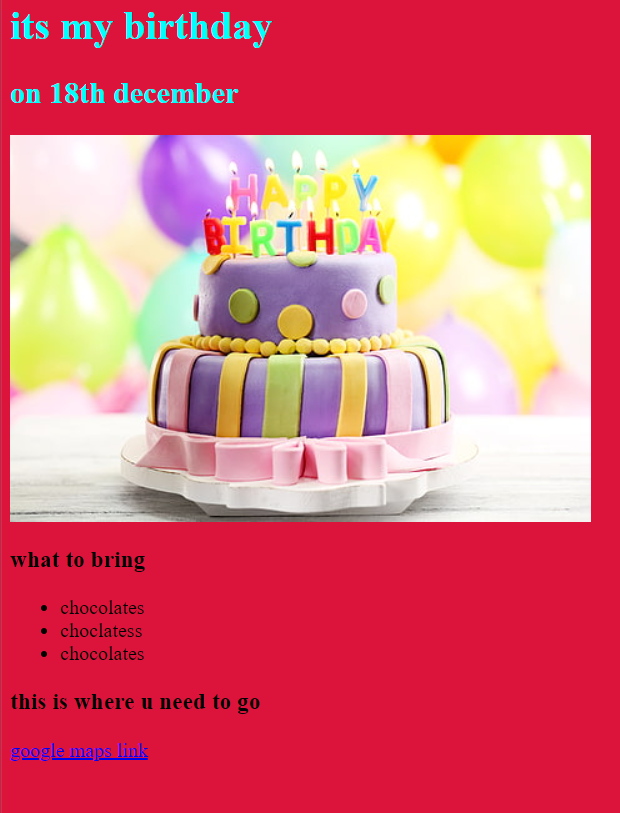 its my birthday
on 18th december
HAPPY
BIRTHDAY
what to bring
chocolates
choclatess
chocolates
this is where u need to go
google maps link